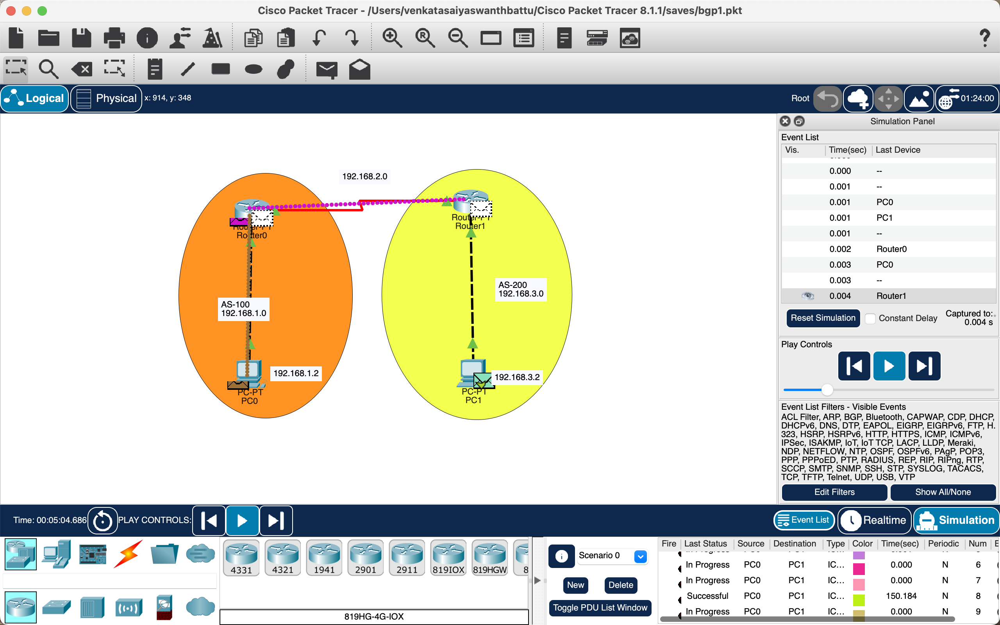 Cisco Packet Tracer - /Users/venkatasaiyaswanthbattu/Cisco Packet Tracer 8.1.1/saves/bgp1.pkt
Logical
Physical
x: 914, y: 348
Root
01:24:00
Simulation Panel
Event List
Vis. Time(sec) Last Device
0.000 --
0.001 --
0.001 PC0
0.001 PC1
0.001 --
0.002 Router0
0.003 PC0
0.003 --
0.004 Router1
Reset Simulation
Constant Delay
Captured to:*
0.004 s
Play Controls
Event List Filters - Visible Events
ACL Filter, ARP, BGP, Bluetooth, CAPWAP, CDP, DHCP,
DHCPv6, DNS, DTP, EAPOL, EIGRP, EIGRPv6, FTP, H.
323, HSRP, HSRPv6, HTTP, HTTPS, ICMP, ICMPv6,
IPSec, ISAKMP, IoT, IoT TCP, LACP, LLDP, Meraki,
NDP, NETFLOW, NTP, OSPF, OSPFv6, PAgP, POP3,
PPP, PPPoED, PTP, RADIUS, REP, RIP, RIPng, RTP,
SCCP, SMTP, SNMP, SSH, STP, SYSLOG, TACACS,
TCP, TFTP, Telnet, UDP, USB, VTP
Edit Filters
Show All/None
192.168.2.0
Router-PT
Router0
Router-PT
Router1
AS-100
192.168.1.0
AS-200
192.168.3.0
192.168.1.2
PC-PT
PC0
192.168.3.2
PC-PT
PC1
Time: 00:05:04.686
PLAY CONTROLS:
Event List
Realtime
Simulation
4331
4321
1941
2901
2911
819IOX
819HGW
819HG-4G-IOX
Scenario 0
New
Delete
Toggle PDU List Window
Fire Last Status Source Destination Type Color Time(sec) Periodic Num
In Progress PC0 PC1 IC... 0.000 N 6
In Progress PC0 PC1 IC... 0.000 N 7
Successful PC0 PC1 IC... 150.184 N 8
In Progress PC0 PC1 IC... 0.000 N 9